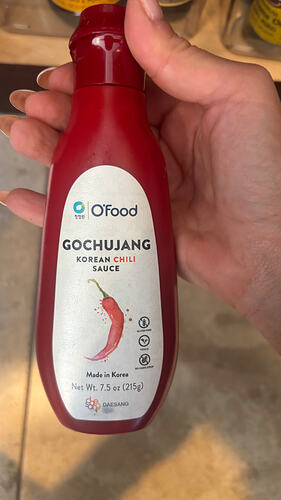 O'Food
GOCHUJANG
KOREAN CHILI
SAUCE
Made in Korea
Net Wt. 7.5 oz (215g)
DAESANG